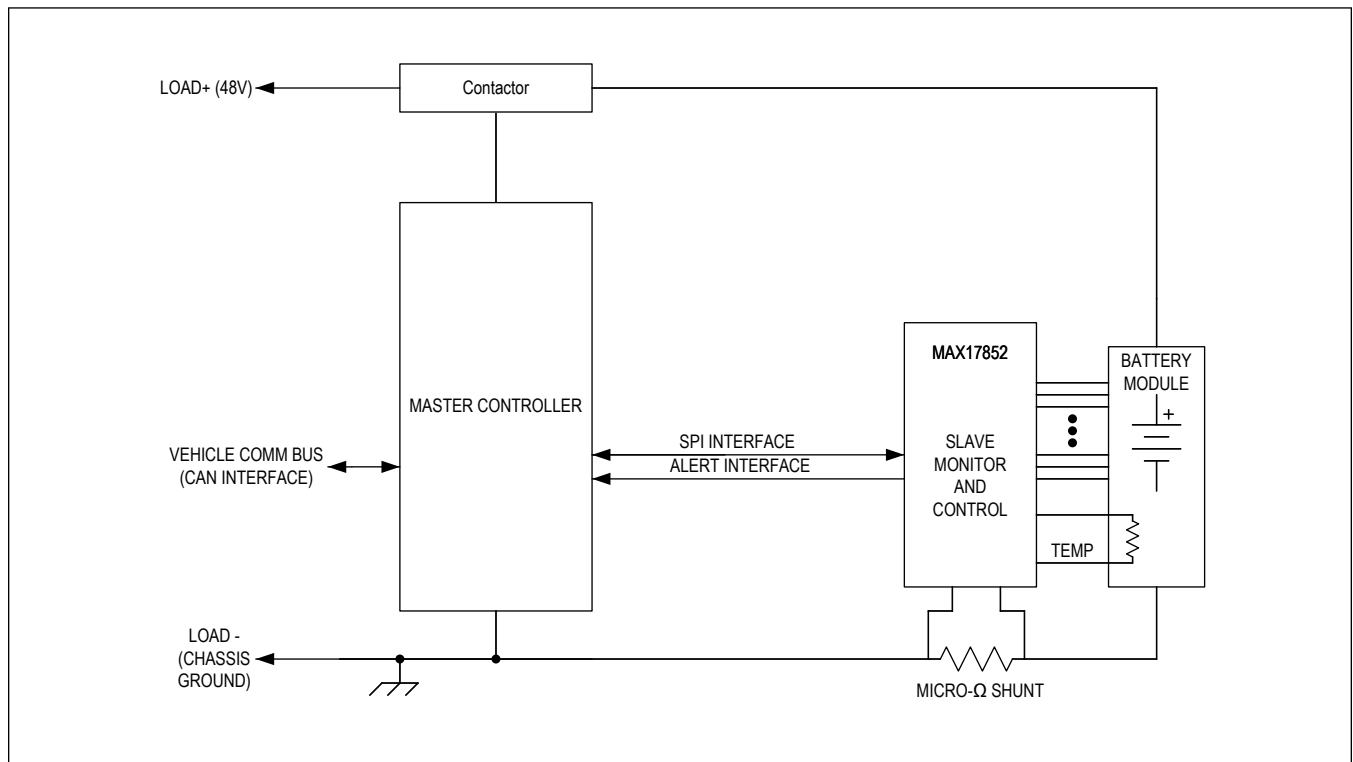 LOAD+ (48V)
Contactor
MAX17852
BATTERY
MODULE
+
MASTER CONTROLLER
SPI INTERFACE
ALERT INTERFACE
VEHICLE COMM BUS
(CAN INTERFACE)
SLAVE
MONITOR
AND
CONTROL
TEMP
LOAD -
(CHASSIS
GROUND)
MICRO-Ω SHUNT